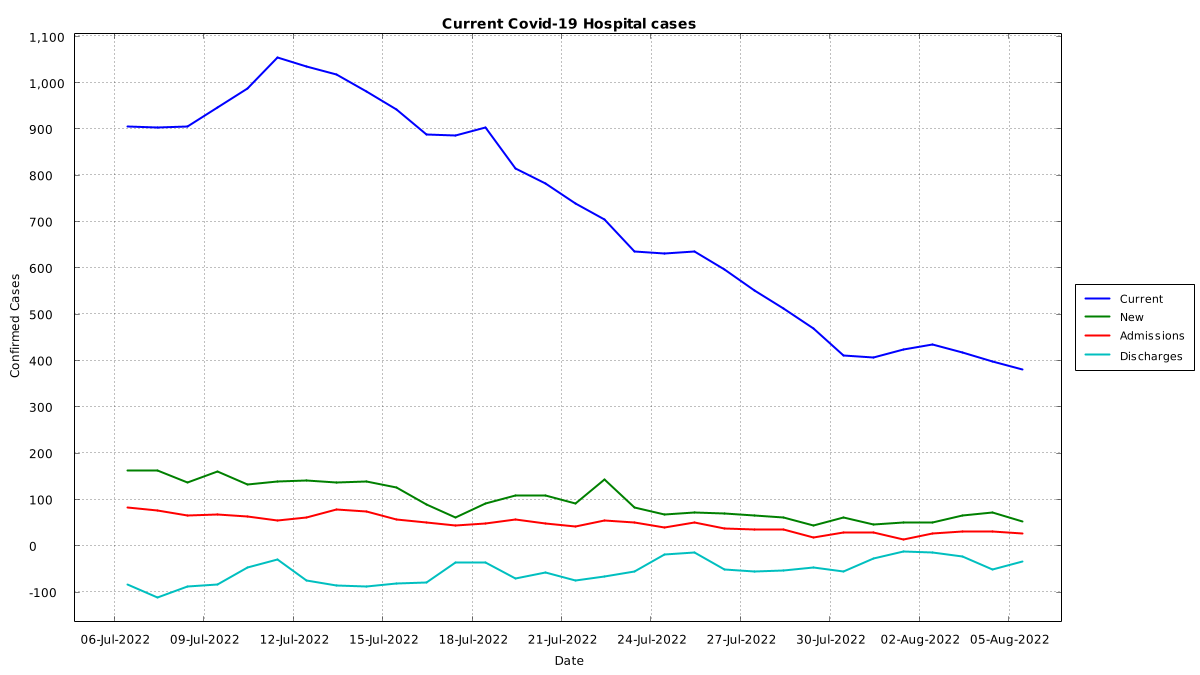 Current Covid-19 Hospital cases
1,100
1,000
900
800
700
600
500
400
300
200
100
0
-100
Confirmed Cases
06-Jul-2022 09-Jul-2022 12-Jul-2022 15-Jul-2022 18-Jul-2022 21-Jul-2022 24-Jul-2022 27-Jul-2022 30-Jul-2022 02-Aug-2022 05-Aug-2022
Date
Current
New
Admissions
Discharges